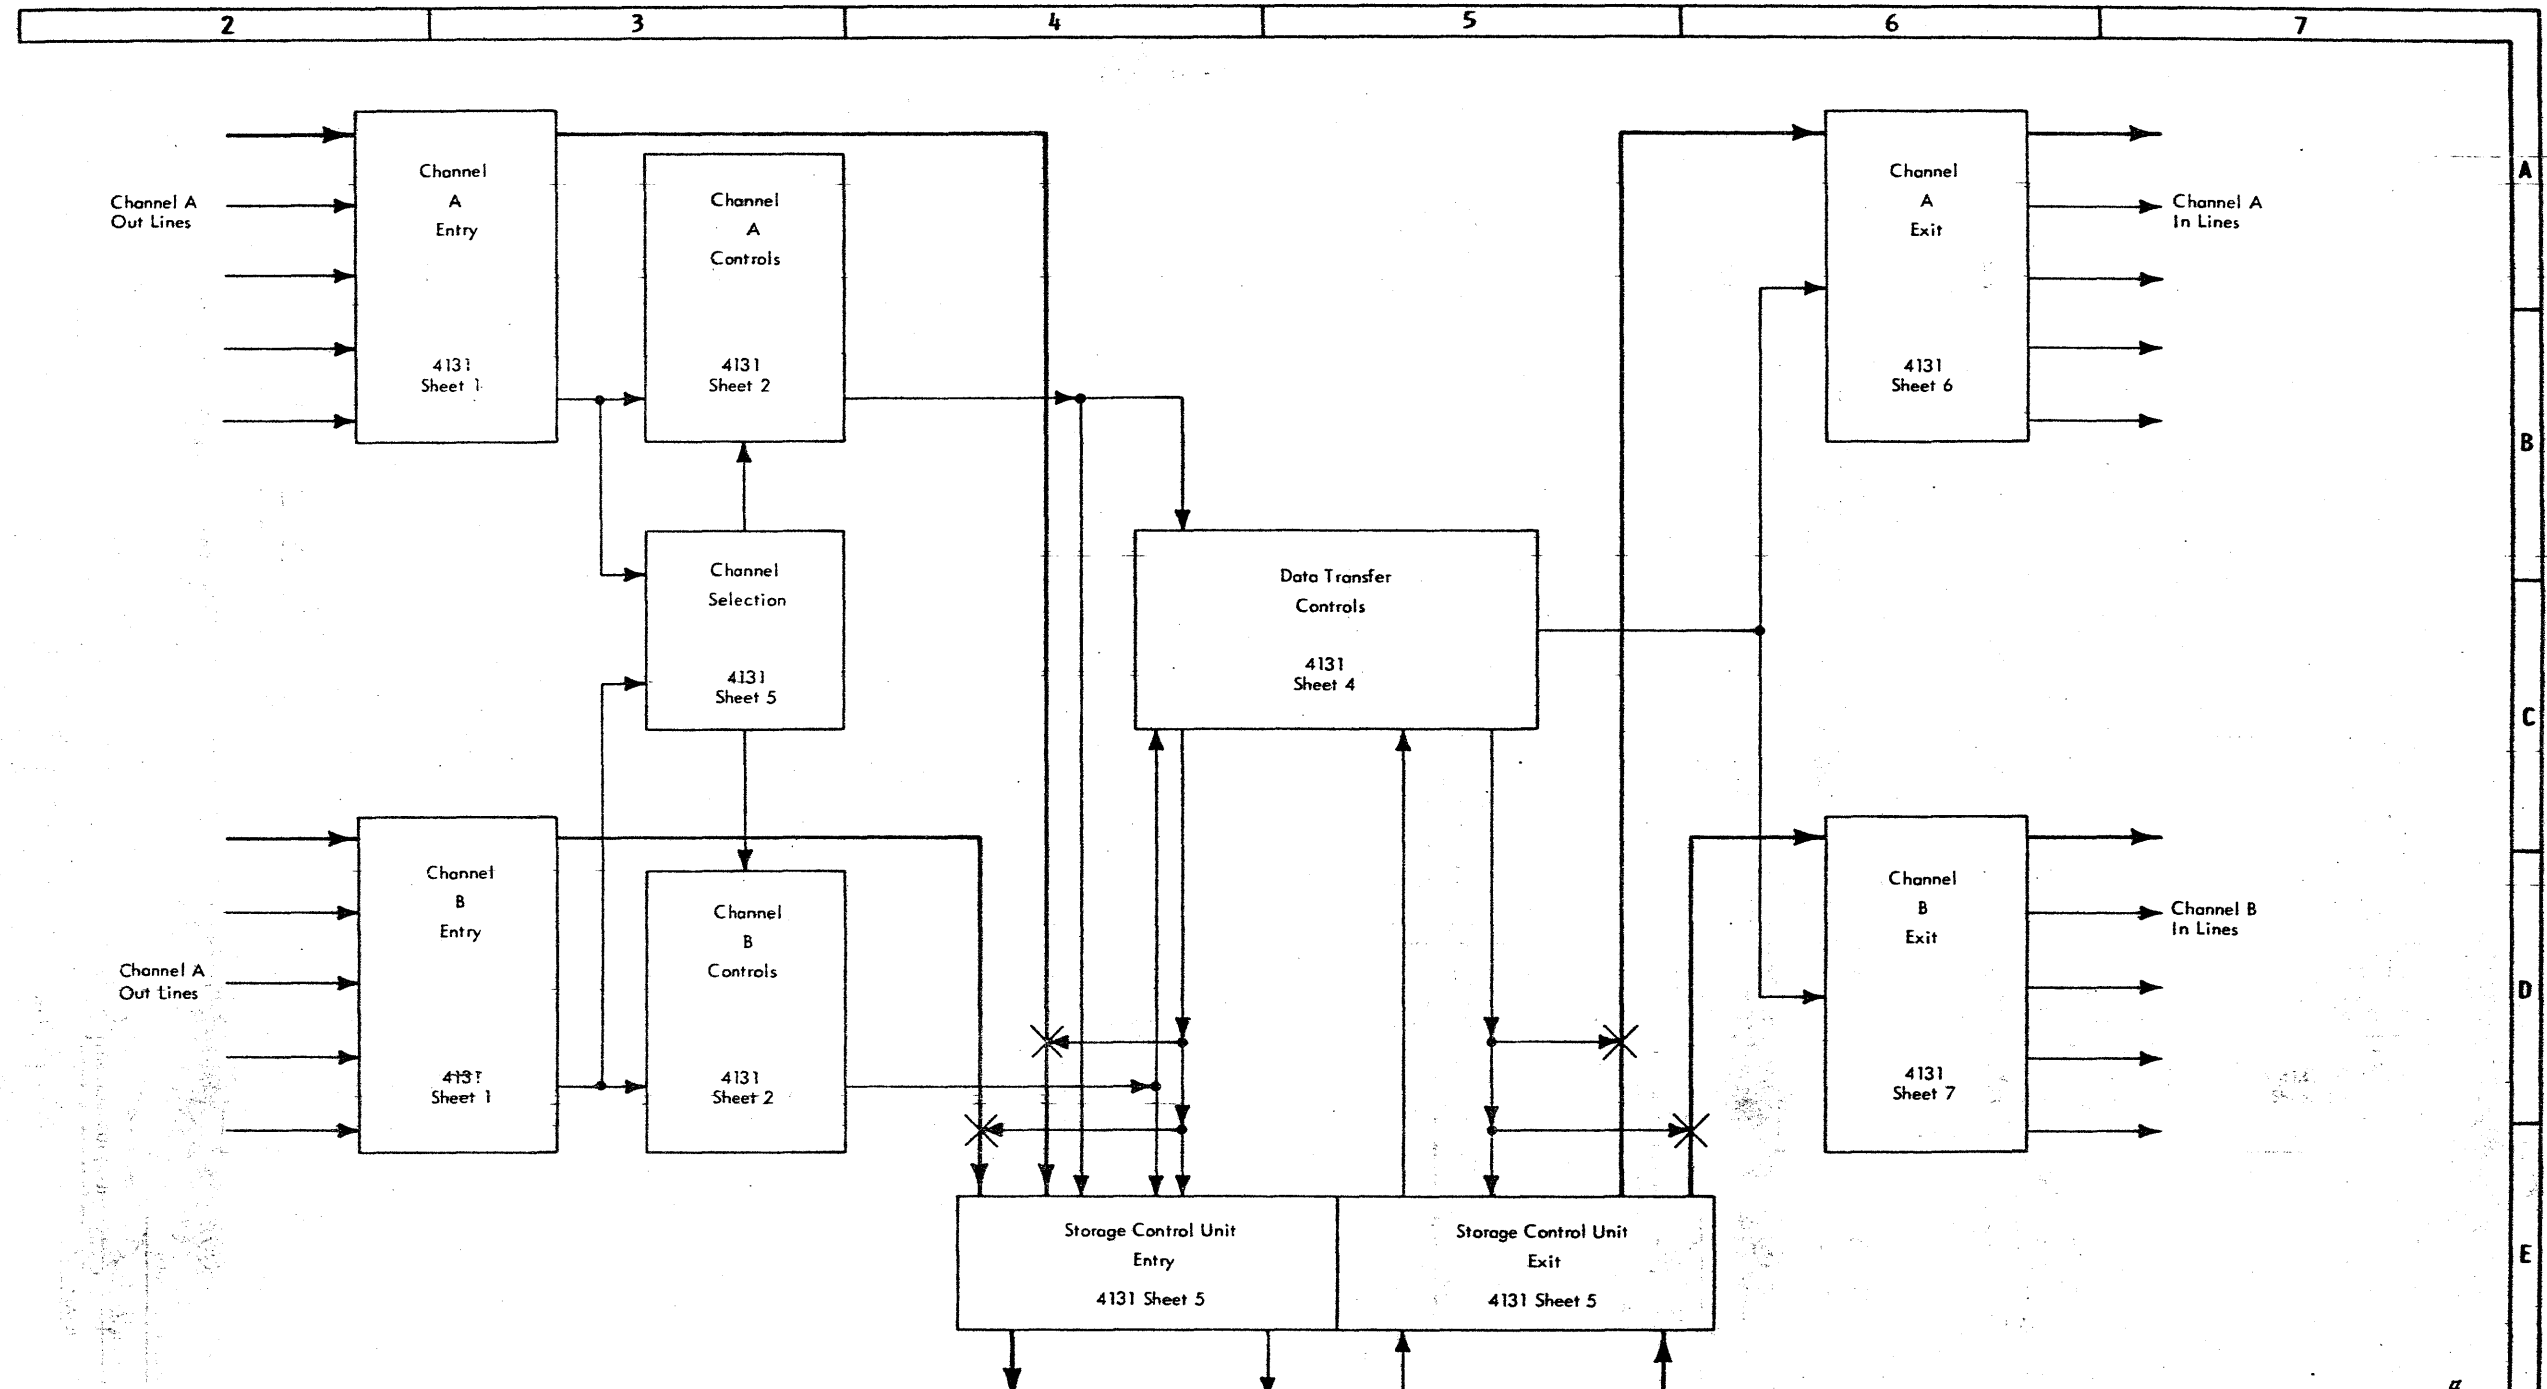 2 3 4 5 6 7
A
B
C
D
E
Channel A
Out Lines
Channel
A
Entry
4131
Sheet 1
Channel
A
Controls
4131
Sheet 2
Channel
A
Exit
4131
Sheet 6
Channel A
In Lines
Channel
Selection
4131
Sheet 5
Data Transfer
Controls
4131
Sheet 4
Channel A
Out Lines
Channel
B
Entry
4131
Sheet 1
Channel
B
Controls
4131
Sheet 2
Channel
B
Exit
4131
Sheet 7
Channel B
In Lines
Storage Control Unit
Entry
4131 Sheet 5
Storage Control Unit
Exit
4131 Sheet 5